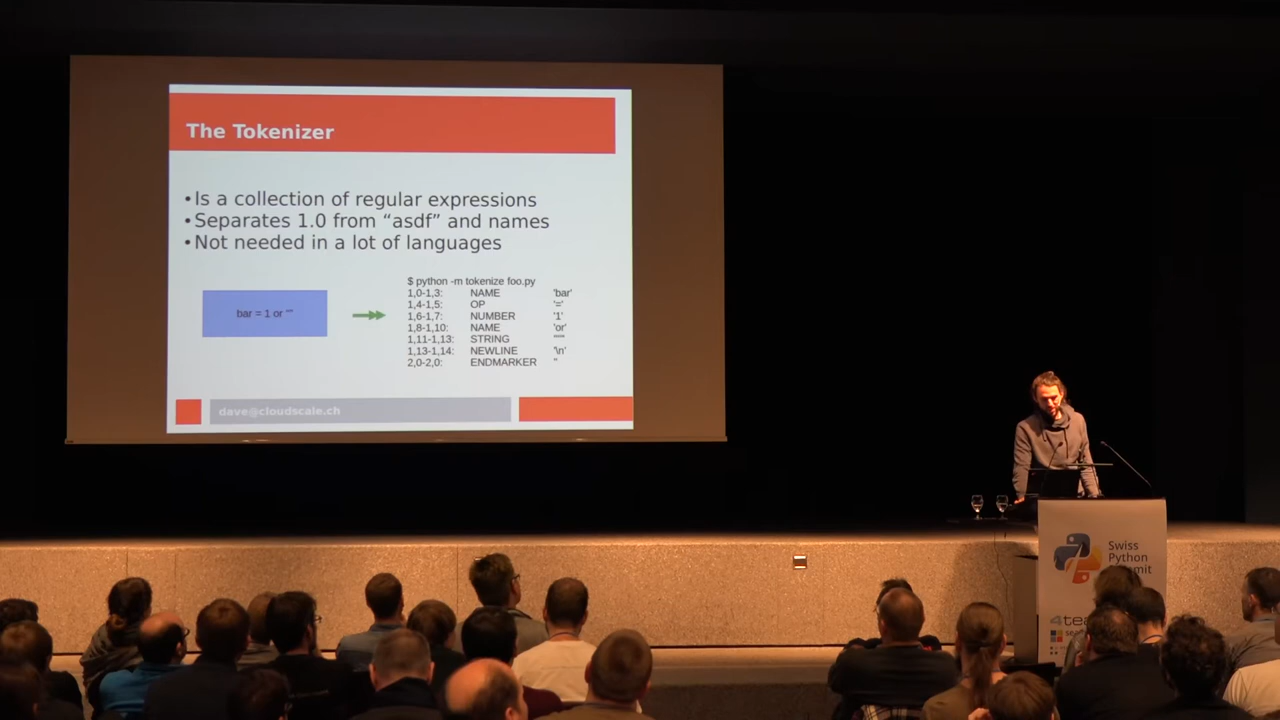 The Tokenizer
•Is a collection of regular expressions
•Separates 1.0 from “asdf” and names
•Not needed in a lot of languages
bar = 1 or ""
$ python -m tokenize foo.py
1,0-1,3: NAME 'bar'
1,4-1,5: OP '='
1,6-1,7: NUMBER '1'
1,8-1,10: NAME 'or'
1,11-1,13: STRING '""'
1,13-1,14: NEWLINE '\n'
2,0-2,0: ENDMARKER ''
dave@cloudscale.ch
Swiss
Python